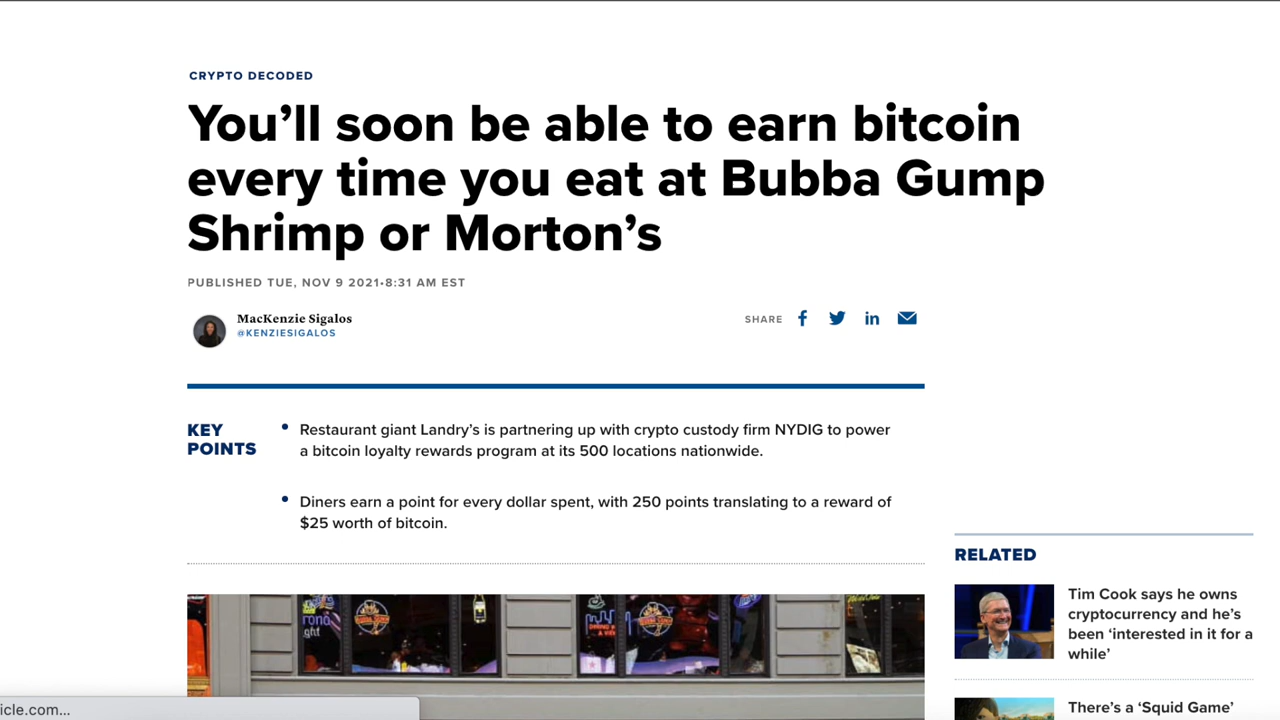 CRYPTO DECODED
You’ll soon be able to earn bitcoin
every time you eat at Bubba Gump
Shrimp or Morton’s
PUBLISHED TUE, NOV 9 2021•8:31 AM EST
MacKenzie Sigalos
@KENZIESIGALOS
SHARE
KEY
POINTS
Restaurant giant Landry’s is partnering up with crypto custody firm NYDIG to power
a bitcoin loyalty rewards program at its 500 locations nationwide.
Diners earn a point for every dollar spent, with 250 points translating to a reward of
$25 worth of bitcoin.
RELATED
Tim Cook says he owns
cryptocurrency and he’s
been ‘interested in it for a
while’
There’s a ‘Squid Game’
icle.com...